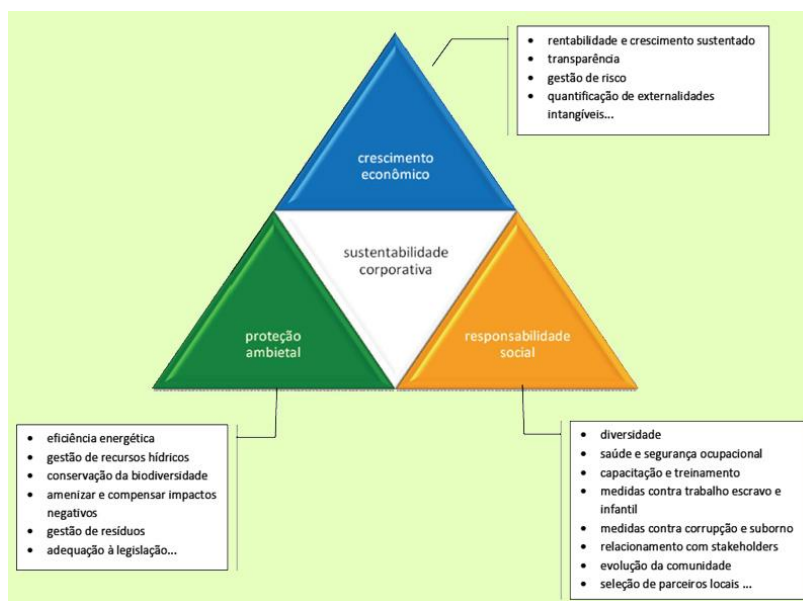 • rentabilidade e crescimento sustentado
• transparência
• gestão de risco
• quantificação de externalidades
intangíveis...
crescimento
econômico
sustentabilidade
corporativa
proteção
ambietal
responsabilidade
social
• eficiência energética
• gestão de recursos hídricos
• conservação da biodiversidade
• amenizar e compensar impactos
negativos
• gestão de resíduos
• adequação à legislação...
• diversidade
• saúde e segurança ocupacional
• capacitação e treinamento
• medidas contra trabalho escravo e
infantil
• medidas contra corrupção e suborno
• relacionamento com stakeholders
• evolução da comunidade
• seleção de parceiros locais ...